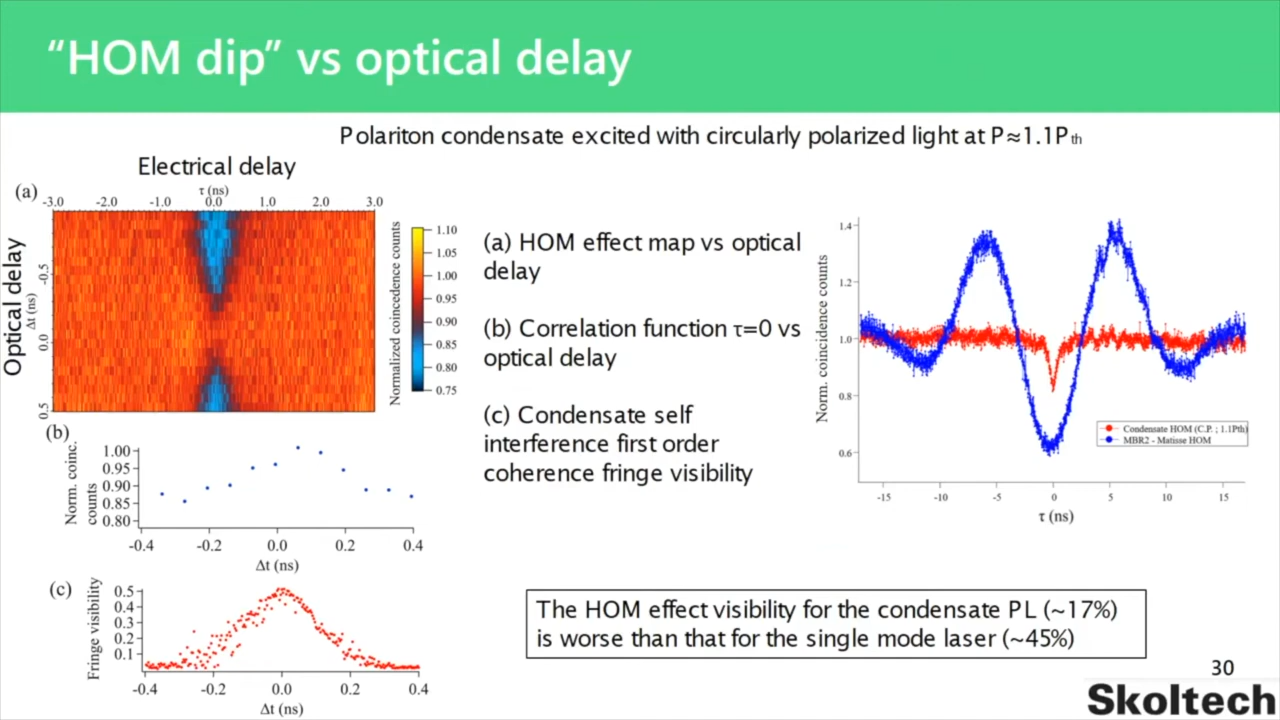 “HOM dip” vs optical delay
Polariton condensate excited with circularly polarized light at P≈1.1Pth
Electrical delay
(a)
τ (ns)
-3.0 -2.0 -1.0 0.0 1.0 2.0 3.0
Optical delay
Δt (ns)
-0.5
0.0
0.5
Normalized coincedence counts
1.10
1.05
1.00
0.95
0.90
0.85
0.80
0.75
(b)
Norm. coinc.
counts
1.00
0.95
0.90
0.85
0.80
-0.4 -0.2 0.0 0.2 0.4
Δt (ns)
(c)
Fringe visibility
0.5
0.4
0.3
0.2
0.1
-0.4 -0.2 0.0 0.2 0.4
Δt (ns)
(a) HOM effect map vs optical
delay
(b) Correlation function τ=0 vs
optical delay
(c) Condensate self
interference first order
coherence fringe visibility
Norm. coincidence counts
1.4
1.2
1.0
0.8
0.6
Condensate HOM (C.P. ; 1.1Pth)
MBR2 - Matisse HOM
-15 -10 -5 0 5 10 15
τ (ns)
The HOM effect visibility for the condensate PL (~17%)
is worse than that for the single mode laser (~45%)
30
Skoltech